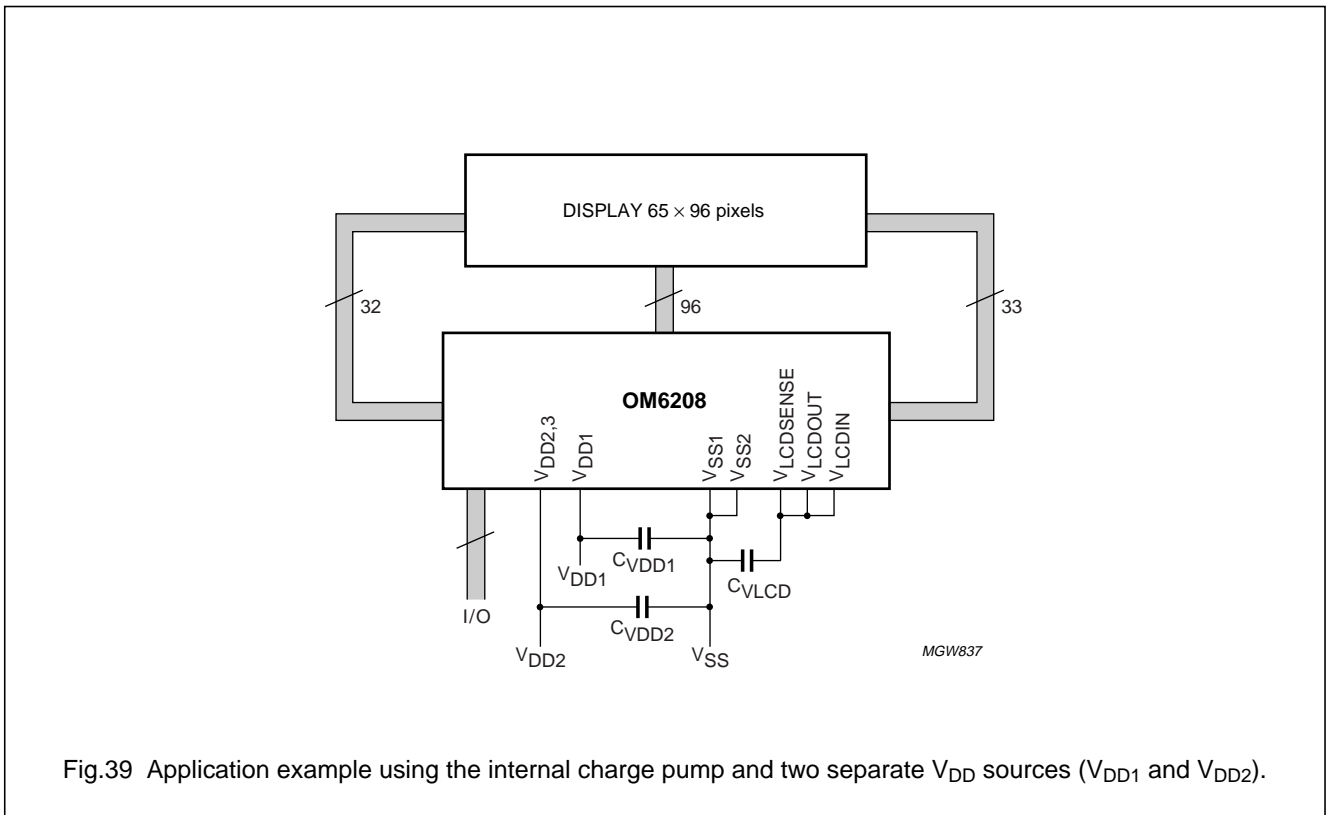 DISPLAY 65 × 96 pixels
32
96
33
OM6208
VDD2,3
VDD1
VSS1
VSS2
VLCDSENSE
VLCDOUT
VLCDIN
VDD1
CVDD1
CVLCD
I/O
CVDD2
VDD2
VSS
MGW837
Fig.39 Application example using the internal charge pump and two separate VDD sources (VDD1 and VDD2).